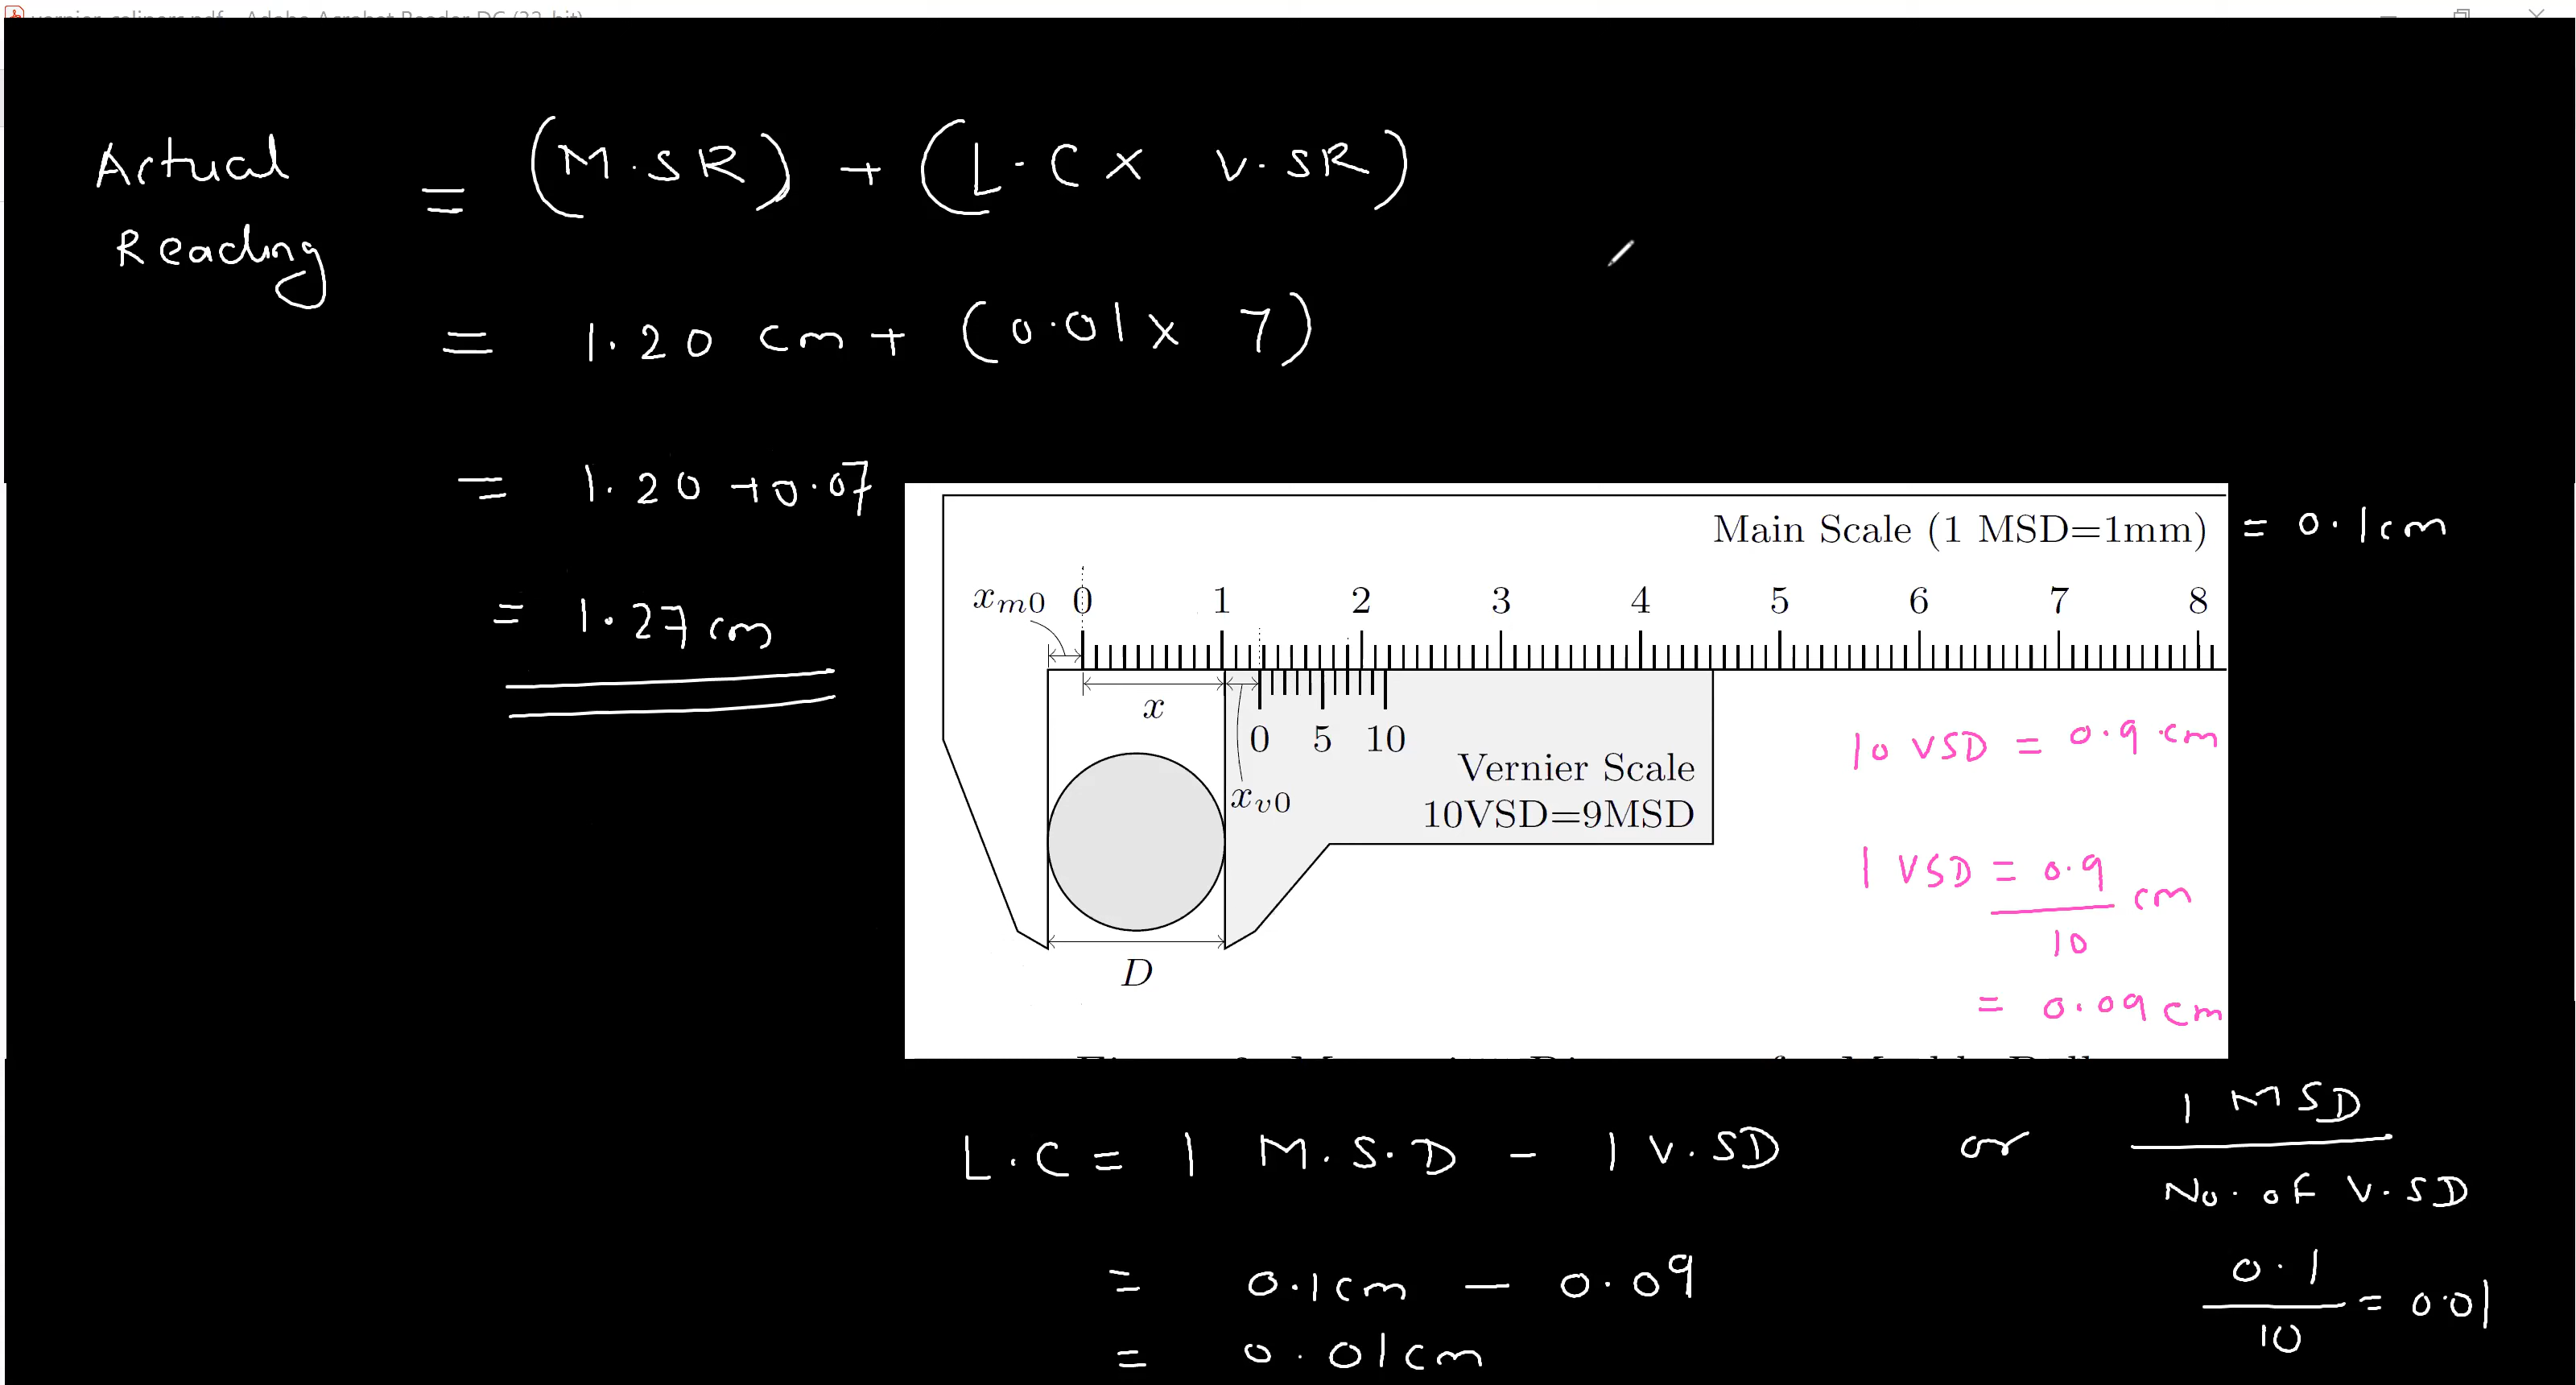 Actual = (M.SR) + (L.C X V.SR)
Reading
= 1.20 cm + (0.01 X 7)
= 1.20 + 0.07
= 1.27 cm
Main Scale (1 MSD=1mm) = 0.1cm
x_m0 0 1 2 3 4 5 6 7 8
x
0 5 10
x_v0
Vernier Scale
10VSD=9MSD
D
10 VSD = 0.9 cm
1 VSD = 0.9/10 cm
= 0.09 cm
L.C = 1 M.S.D - 1 V.SD or 1 MSD / No. of V.SD
= 0.1cm - 0.09
0.1/10 = 0.01
= 0.01cm